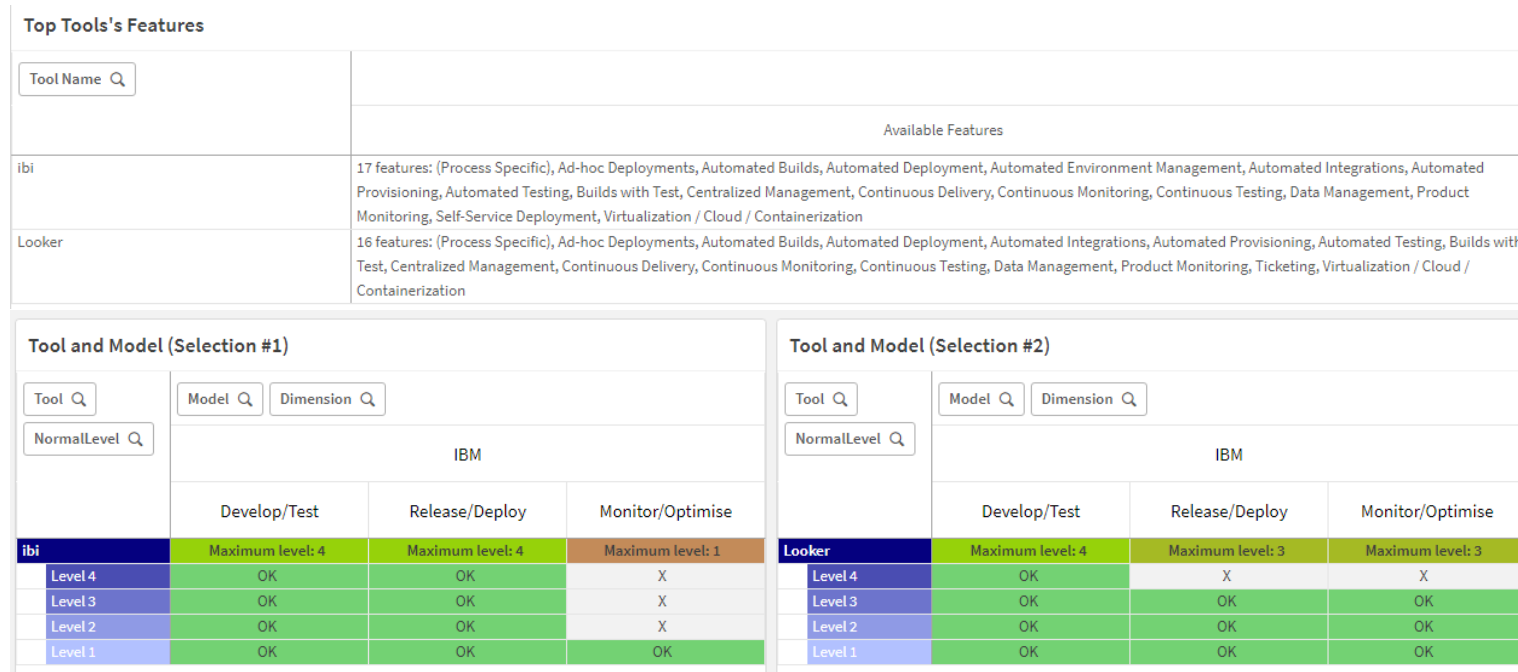 Top Tools's Features
Tool Name
Available Features
ibi
17 features: (Process Specific), Ad-hoc Deployments, Automated Builds, Automated Deployment, Automated Environment Management, Automated Integrations, Automated
Provisioning, Automated Testing, Builds with Test, Centralized Management, Continuous Delivery, Continuous Monitoring, Continuous Testing, Data Management, Product
Monitoring, Self-Service Deployment, Virtualization / Cloud / Containerization
Looker
16 features: (Process Specific), Ad-hoc Deployments, Automated Builds, Automated Deployment, Automated Integrations, Automated Provisioning, Automated Testing, Builds with
Test, Centralized Management, Continuous Delivery, Continuous Monitoring, Continuous Testing, Data Management, Product Monitoring, Ticketing, Virtualization / Cloud /
Containerization
Tool and Model (Selection #1)
Tool Model Dimension
NormalLevel
IBM
Develop/Test Release/Deploy Monitor/Optimise
ibi Maximum level: 4 Maximum level: 4 Maximum level: 1
Level 4 OK OK X
Level 3 OK OK X
Level 2 OK OK X
Level 1 OK OK OK
Tool and Model (Selection #2)
Tool Model Dimension
NormalLevel
IBM
Develop/Test Release/Deploy Monitor/Optimise
Looker Maximum level: 4 Maximum level: 3 Maximum level: 3
Level 4 OK X X
Level 3 OK OK OK
Level 2 OK OK OK
Level 1 OK OK OK